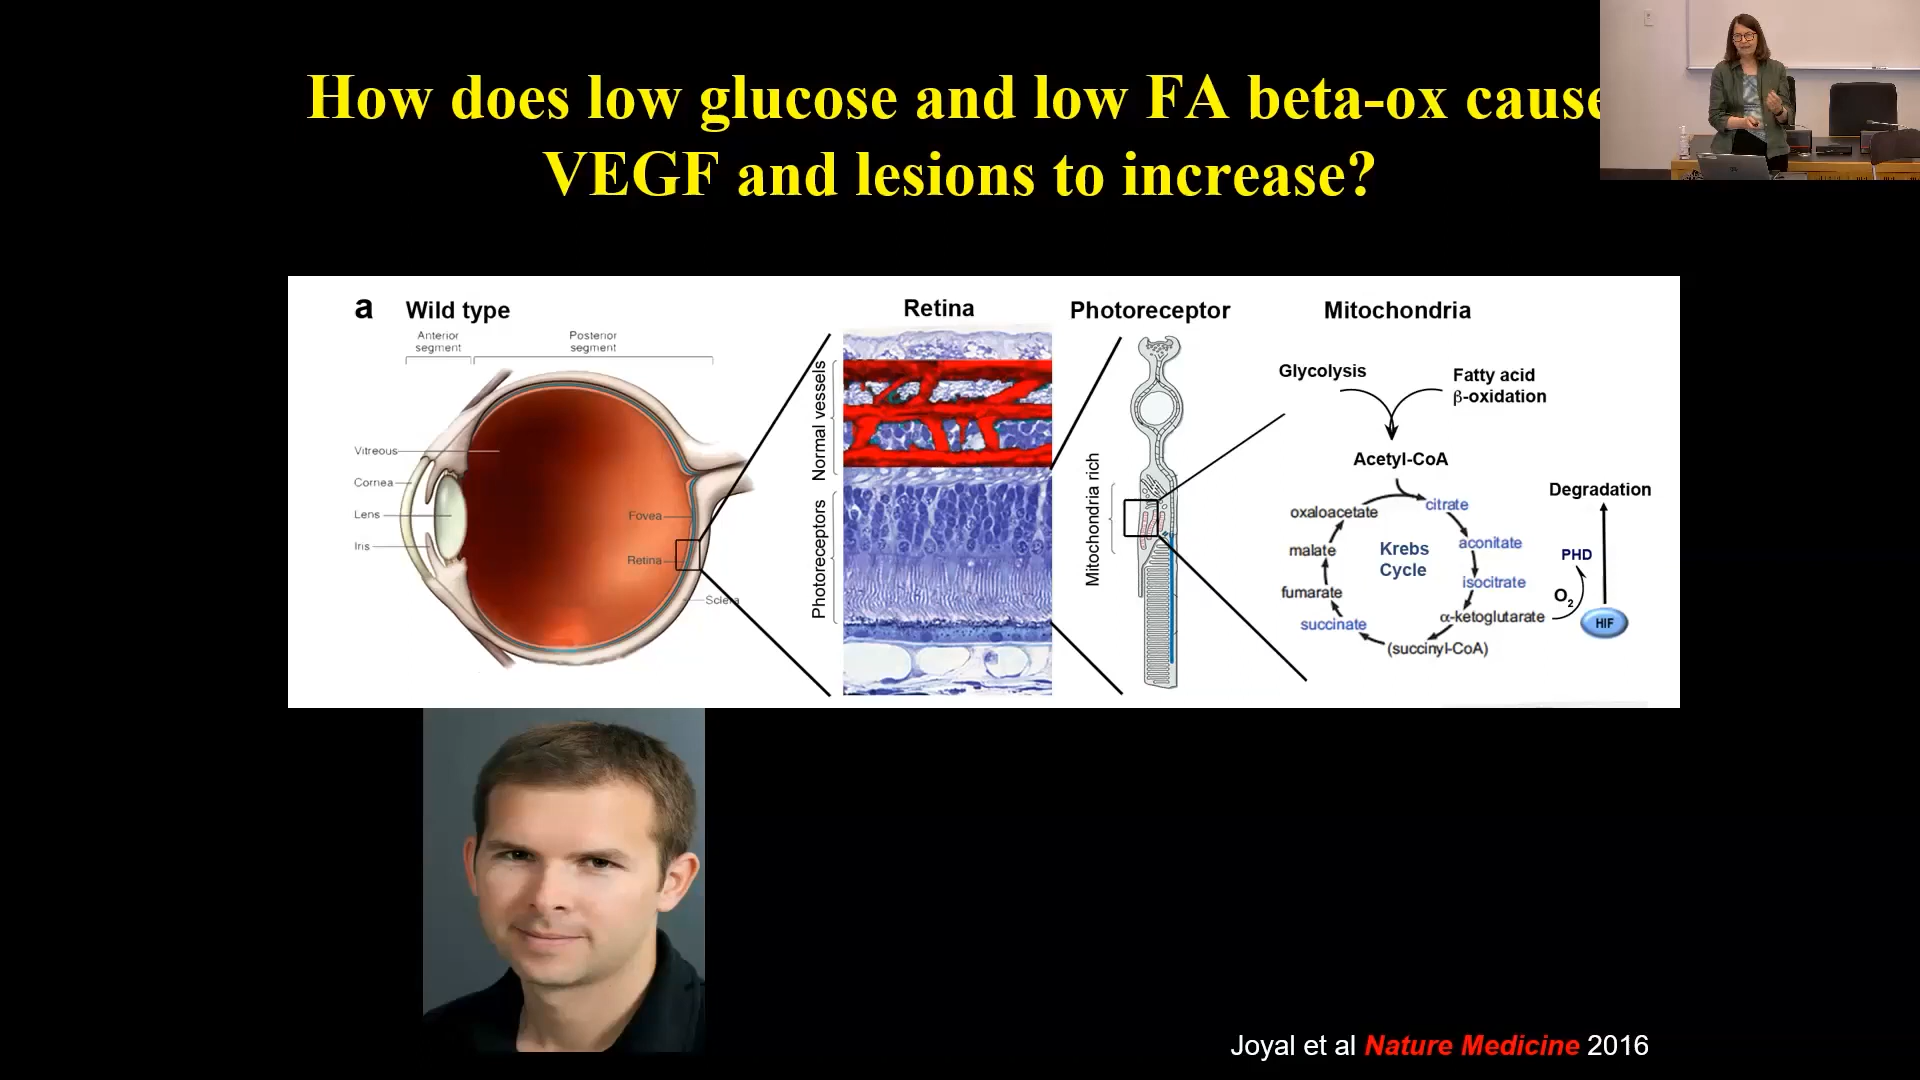 How does low glucose and low FA beta-ox cause
VEGF and lesions to increase?
a Wild type
Retina
Photoreceptor
Mitochondria
Anterior
segment
Posterior
segment
Vitreous
Cornea
Lens
Iris
Fovea
Retina
Sclera
Normal vessels
Photoreceptors
Mitochondria rich
Glycolysis
Fatty acid
β-oxidation
Acetyl-CoA
Degradation
oxaloacetate
citrate
malate
Krebs
Cycle
aconitate
PHD
fumarate
isocitrate
O2
succinate
α-ketoglutarate
HIF
(succinyl-CoA)
Joyal et al Nature Medicine 2016